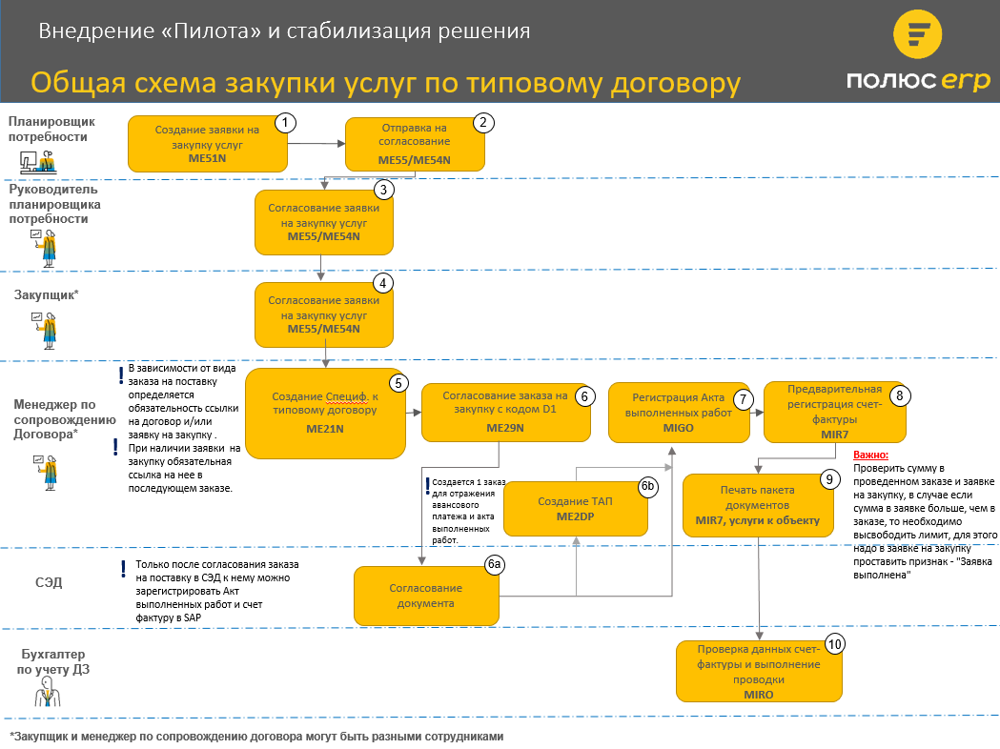 Внедрение «Пилота» и стабилизация решения
Общая схема закупки услуг по типовому договору
ПОЛЮС erp
Планировщик
потребности
1
Создание заявки на
закупку услуг
ME51N
2
Отправка на
согласование
ME55/ME54N
Руководитель
планировщика
потребности
3
Согласование заявки
на закупку услуг
ME55/ME54N
Закупщик*
4
Согласование заявки
на закупку услуг
ME55/ME54N
Менеджер по
сопровождению
Договора*
!
В зависимости от вида
заказа на поставку
определяется
обязательность ссылки
на договор и/или
заявку на закупку .
!
При наличии заявки на
закупку обязательная
ссылка на нее в
последующем заказе.
5
Создание Специф. к
типовому договору
ME21N
6
Согласование заказа на
закупку с кодом D1
ME29N
7
Регистрация Акта
выполненных работ
MIGO
8
Предварительная
регистрация счет-
фактуры
MIR7
!
Создается 1 заказ
для отражения
авансового
платежа и акта
выполненных
работ.
6b
Создание ТАП
ME2DP
9
Печать пакета
документов
MIR7, услуги к объекту
Важно:
Проверить сумму в
проведенном заказе и заявке
на закупку, в случае если
сумма в заявке больше, чем в
заказе, то необходимо
высвободить лимит, для этого
надо в заявке на закупку
проставить признак - "Заявка
выполнена"
СЭД
!
Только после согласования заказа
на поставку в СЭД к нему можно
зарегистрировать Акт
выполненных работ и счет
фактуру в SAP
6a
Согласование
документа
Бухгалтер
по учету ДЗ
10
Проверка данных счет-
фактуры и выполнение
проводки
MIRO
*Закупщик и менеджер по сопровождению договора могут быть разными сотрудниками